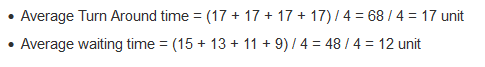 • Average Turn Around time = (17 + 17 + 17 + 17) / 4 = 68 / 4 = 17 unit
• Average waiting time = (15 + 13 + 11 + 9) / 4 = 48 / 4 = 12 unit